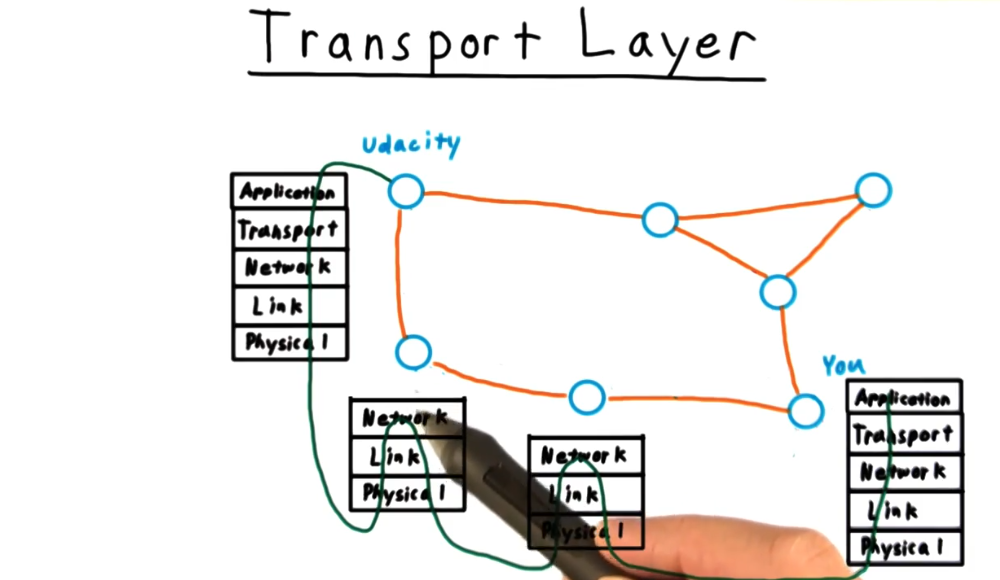 Transport Layer
Udacity
Application
Transport
Network
Link
Physical
Network
Link
Physical
Network
Link
Physical
You
Application
Transport
Network
Link
Physical